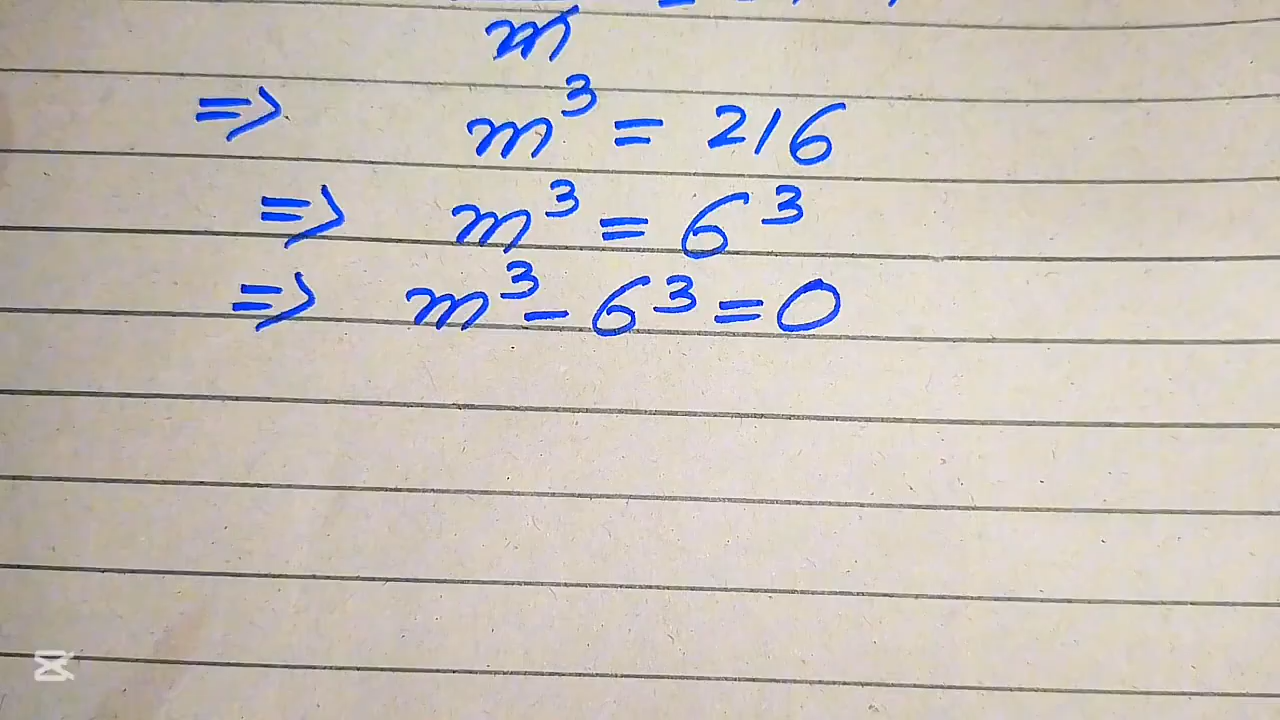 m
=> m³ = 216
=> m³ = 6³
=> m³ - 6³ = 0